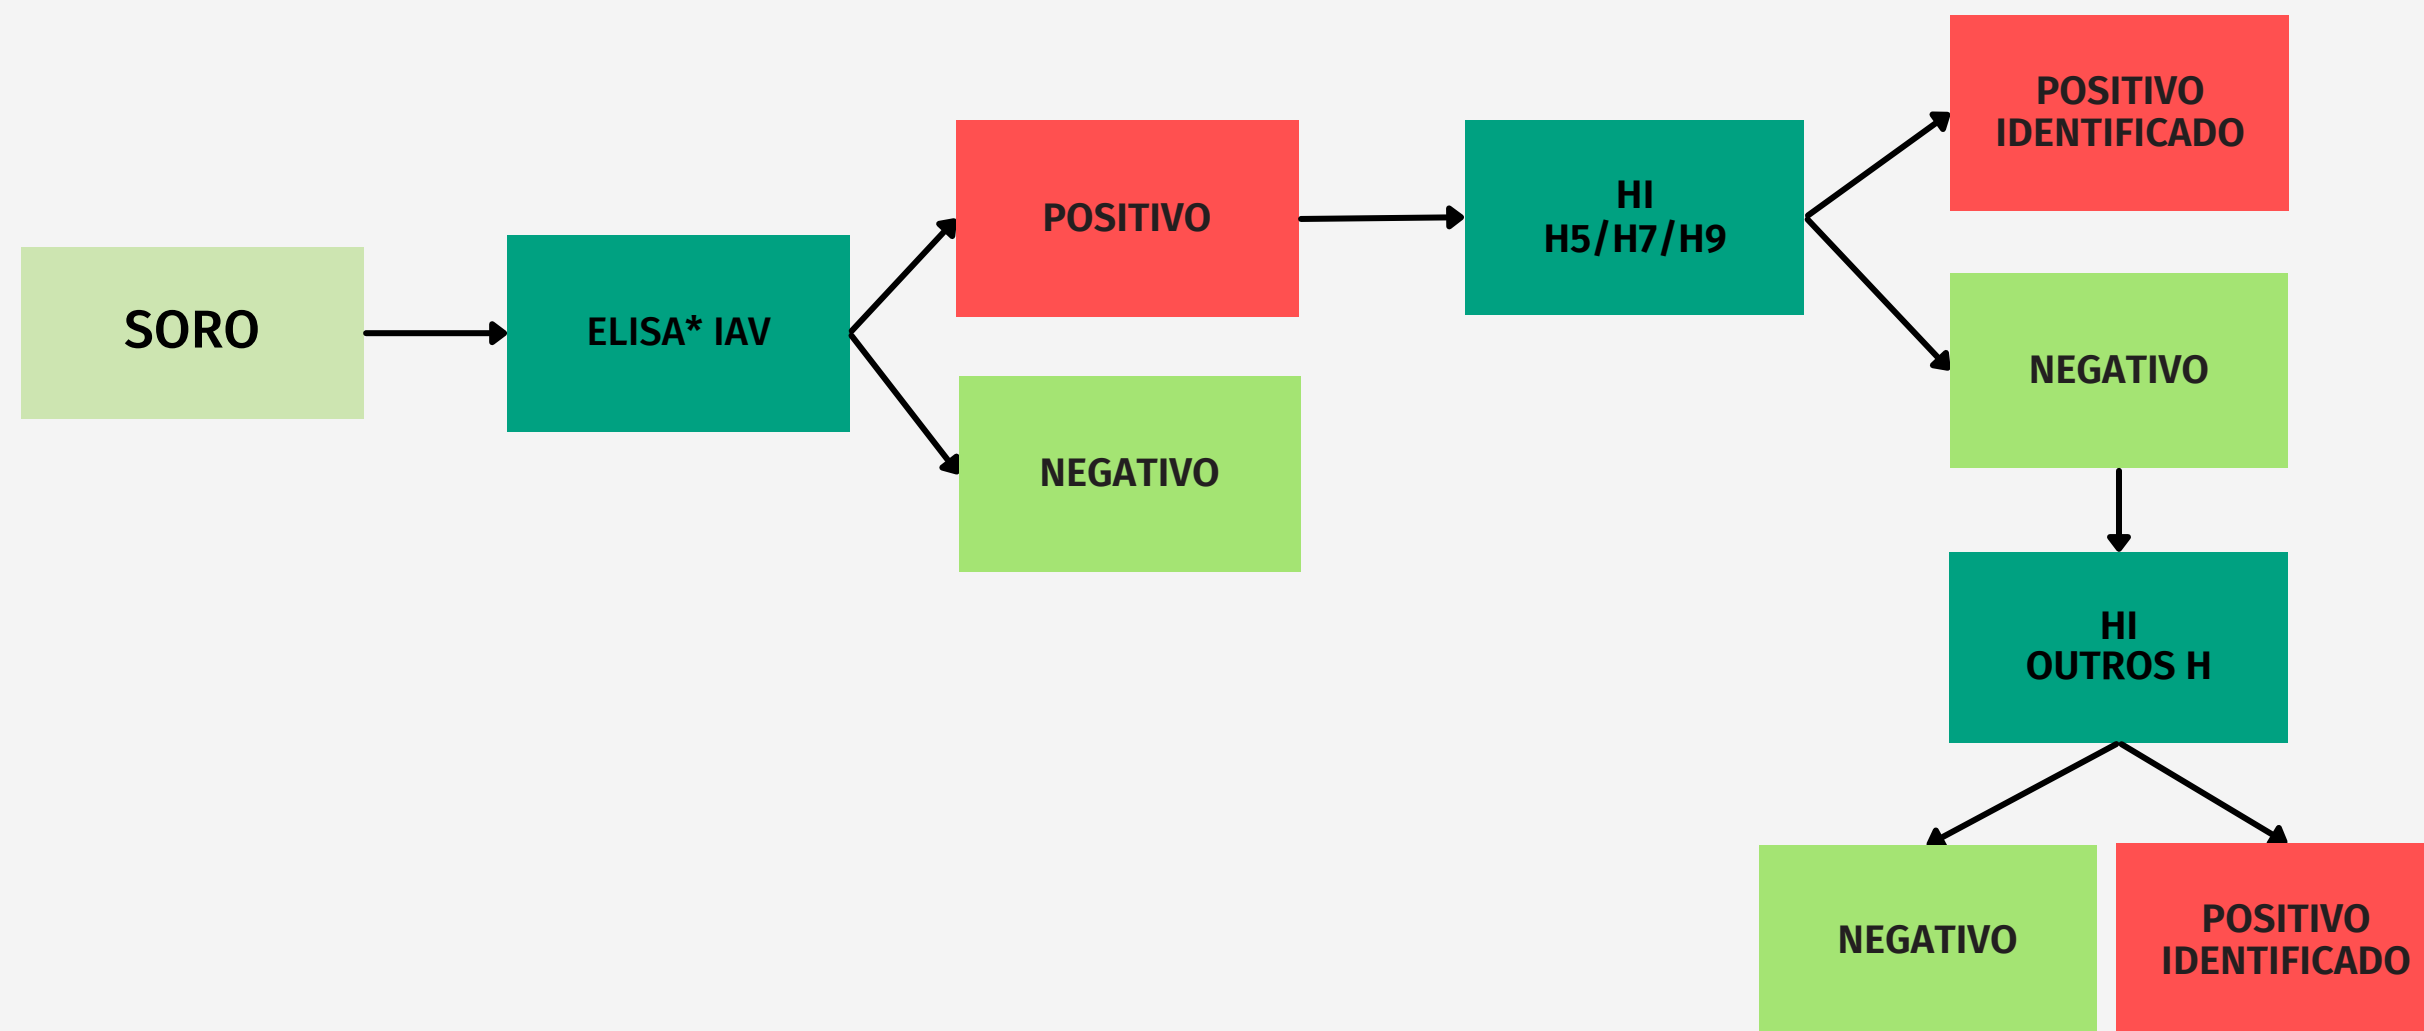 SORO
ELISA* IAV
POSITIVO
NEGATIVO
HI
H5/H7/H9
POSITIVO
IDENTIFICADO
NEGATIVO
HI
OUTROS H
NEGATIVO
POSITIVO
IDENTIFICADO